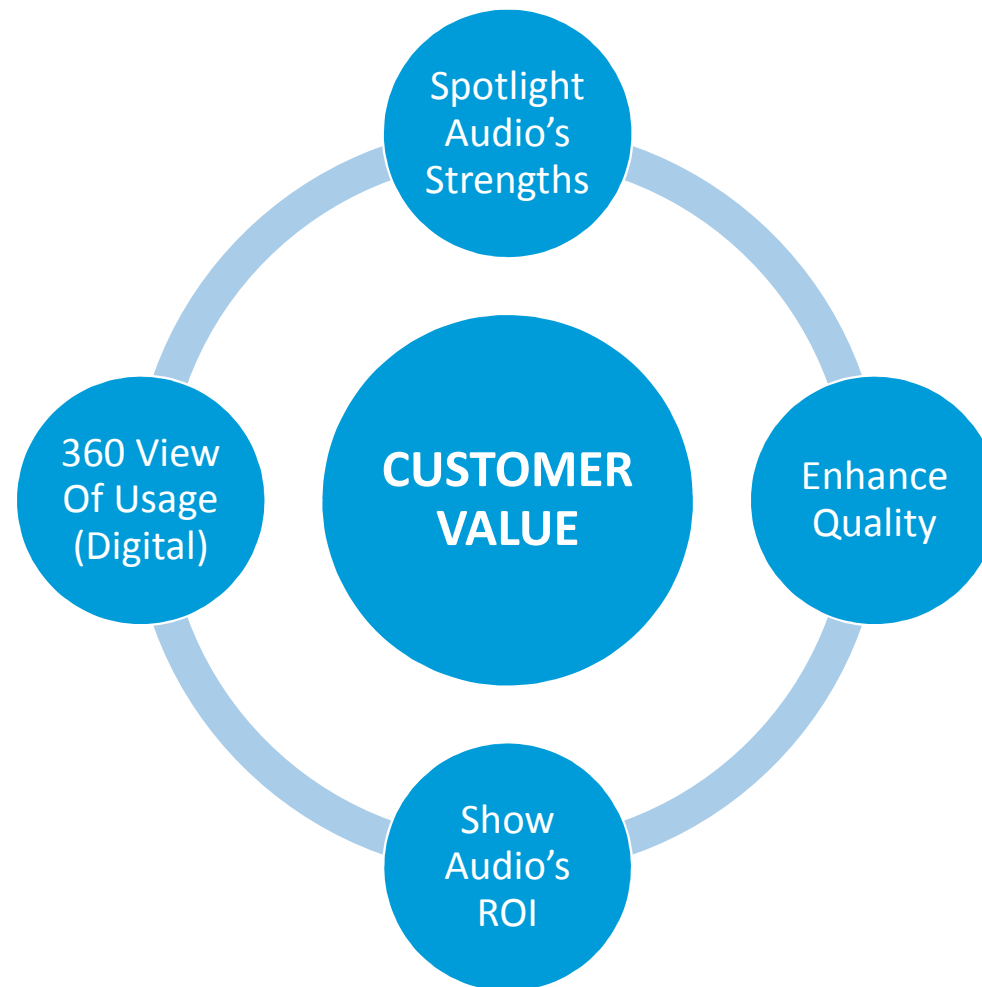 Spotlight
Audio’s
Strengths
360 View
Of Usage
(Digital)
CUSTOMER
VALUE
Enhance
Quality
Show
Audio’s
ROI